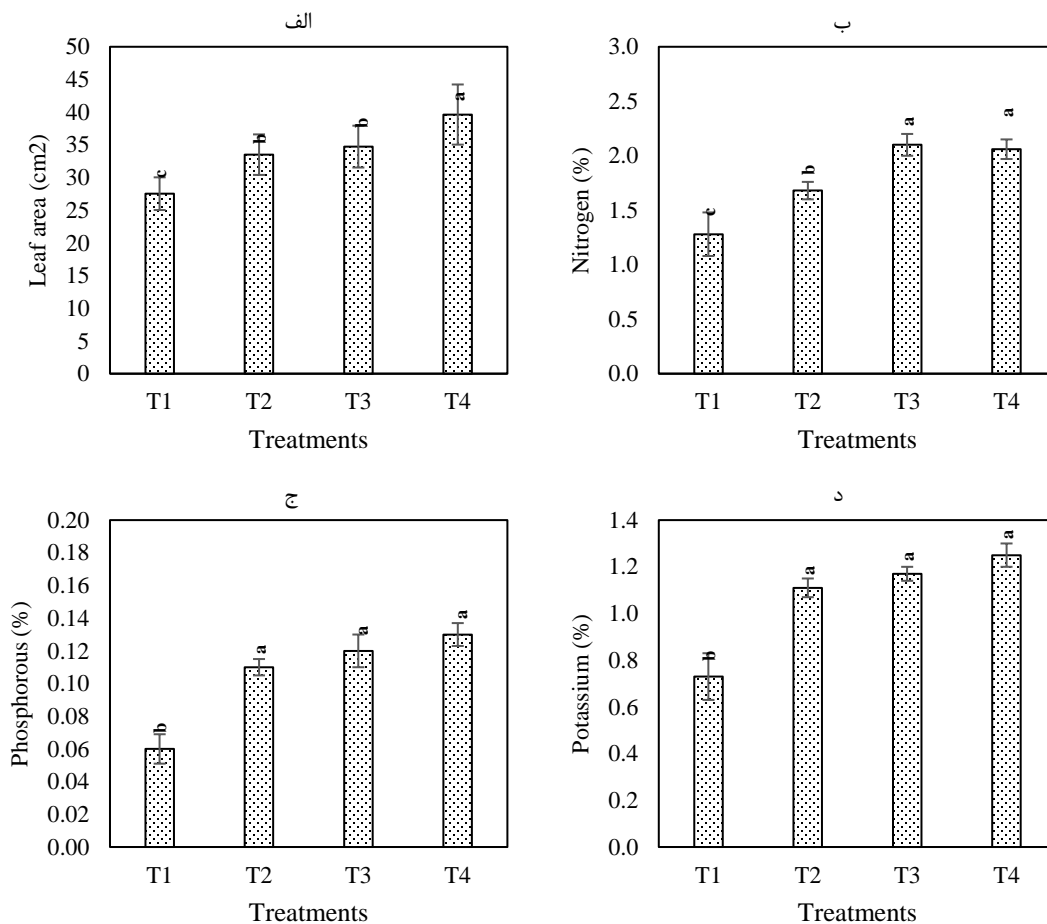 الف
Leaf area (cm2)
50
45
40
35
30
25
20
15
10
5
0
c
b
b
a
T1 T2 T3 T4
Treatments
ب
Nitrogen (%)
3.0
2.5
2.0
1.5
1.0
0.5
0.0
c
b
a
a
T1 T2 T3 T4
Treatments
ج
Phosphorous (%)
0.20
0.18
0.16
0.14
0.12
0.10
0.08
0.06
0.04
0.02
0.00
b
a
a
a
T1 T2 T3 T4
Treatments
د
Potassium (%)
1.4
1.2
1.0
0.8
0.6
0.4
0.2
0.0
b
a
a
a
T1 T2 T3 T4
Treatments